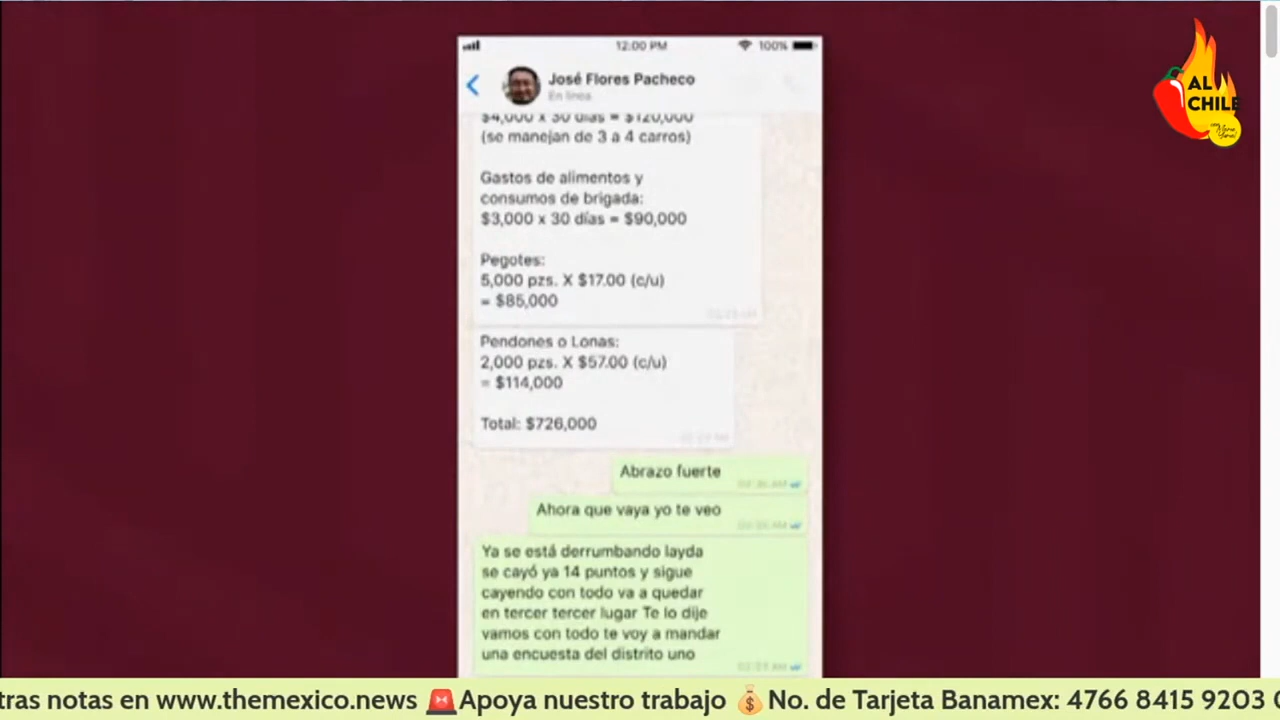 12:00 PM
100%
José Flores Pacheco
En línea
$4,000 x 30 días = $120,000
(se manejan de 3 a 4 carros)
Gastos de alimentos y
consumos de brigada:
$3,000 x 30 días = $90,000
Pegotes:
5,000 pzs. X $17.00 (c/u)
= $85,000
Pendones o Lonas:
2,000 pzs. X $57.00 (c/u)
= $114,000
Total: $726,000
Abrazo fuerte
Ahora que vaya yo te veo
Ya se está derrumbando layda
se cayó ya 14 puntos y sigue
cayendo con todo va a quedar
en tercer tercer lugar Te lo dije
vamos con todo te voy a mandar
una encuesta del distrito uno
AL
CHILE
tras notas en www.themexico.news 🚨Apoya nuestro trabajo 💰No. de Tarjeta Banamex: 4766 8415 9203